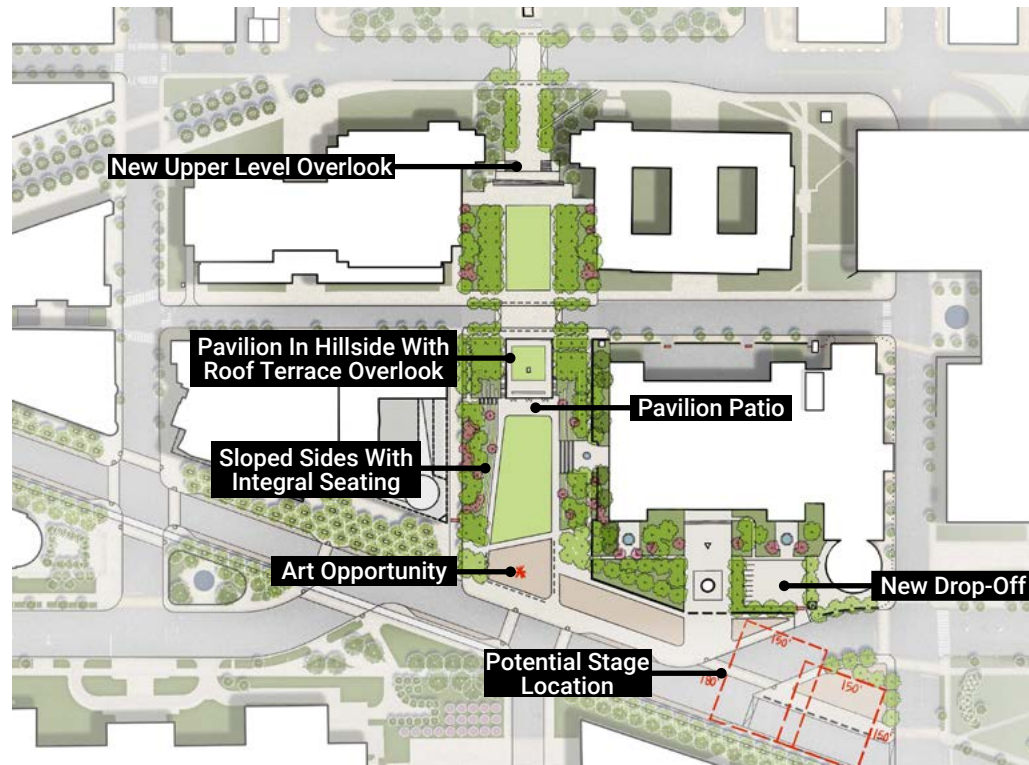 New Upper Level Overlook
Pavilion In Hillside With
Roof Terrace Overlook
Pavilion Patio
Sloped Sides With
Integral Seating
Art Opportunity
New Drop-Off
Potential Stage
Location
150'
180'
150'
150'